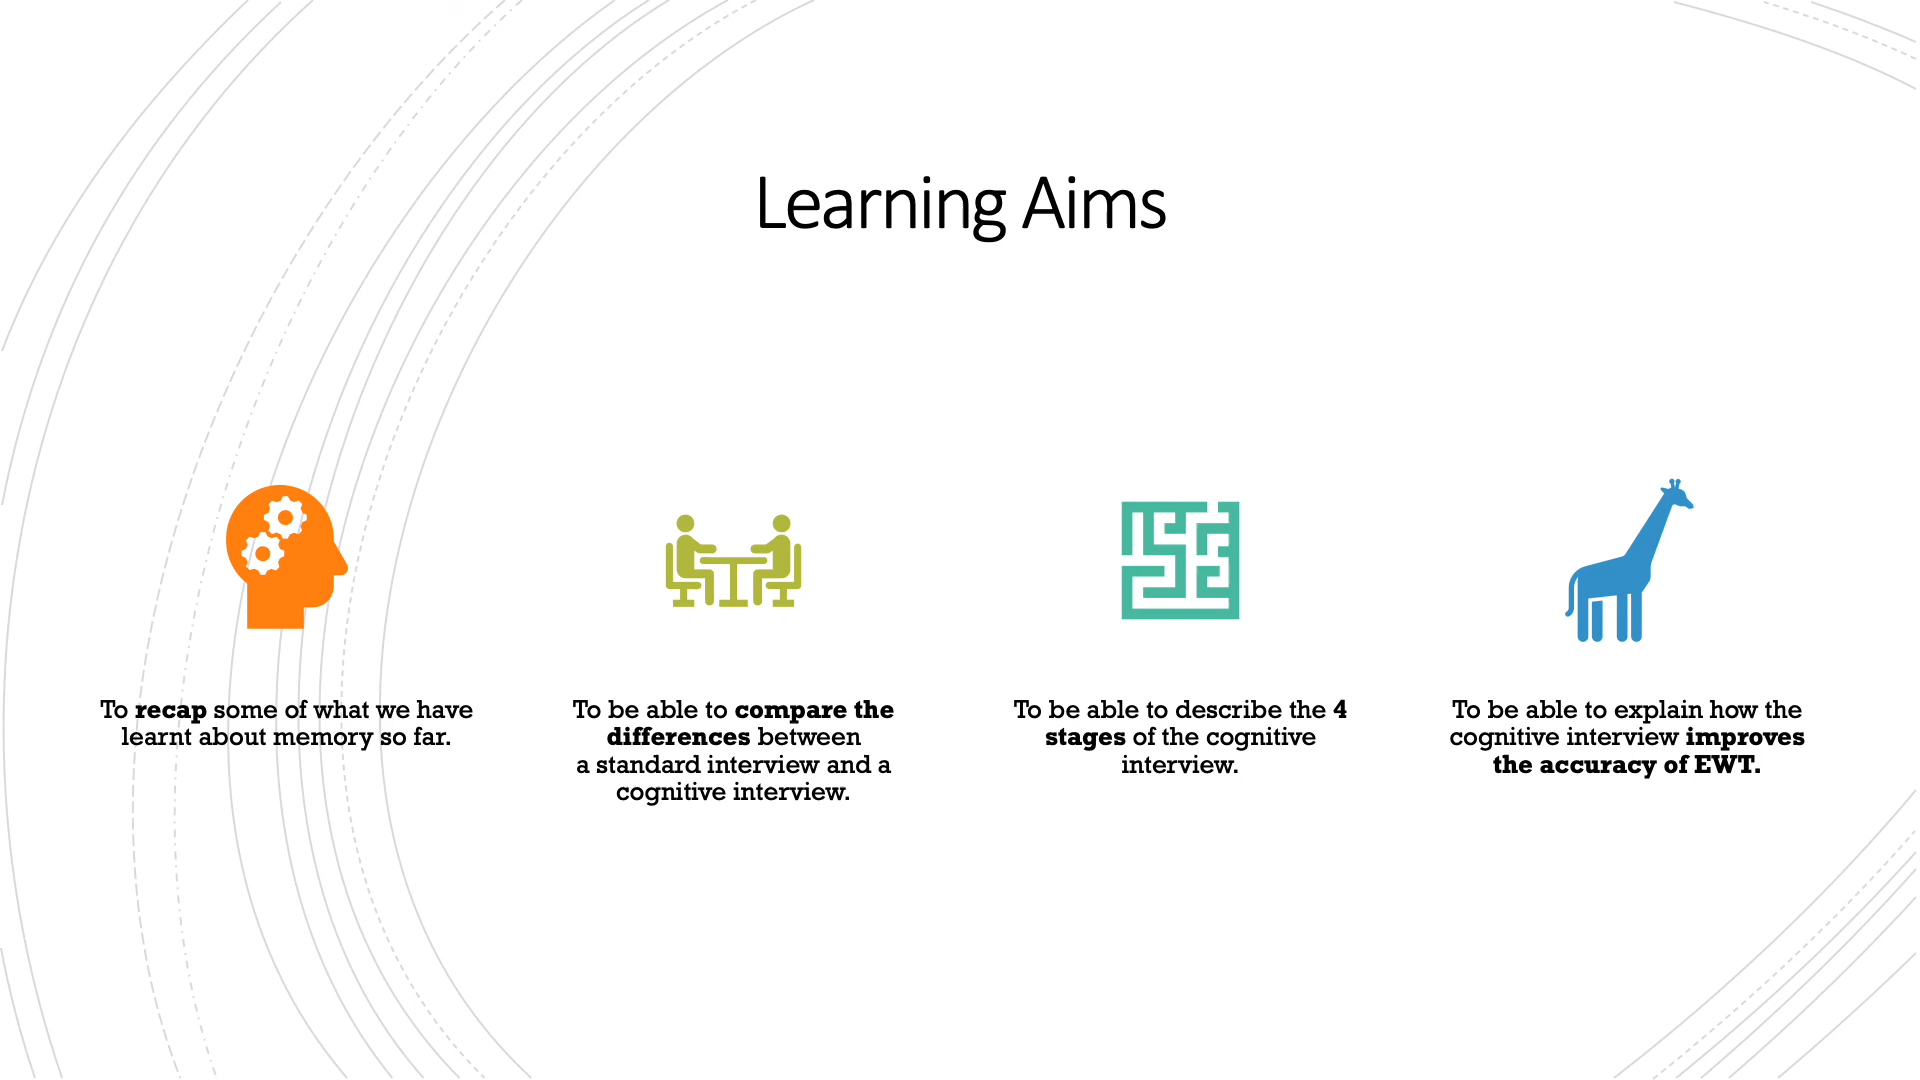 Learning Aims
To recap some of what we have
learnt about memory so far.
To be able to compare the
differences between
a standard interview and a
cognitive interview.
To be able to describe the 4
stages of the cognitive
interview.
To be able to explain how the
cognitive interview improves
the accuracy of EWT.